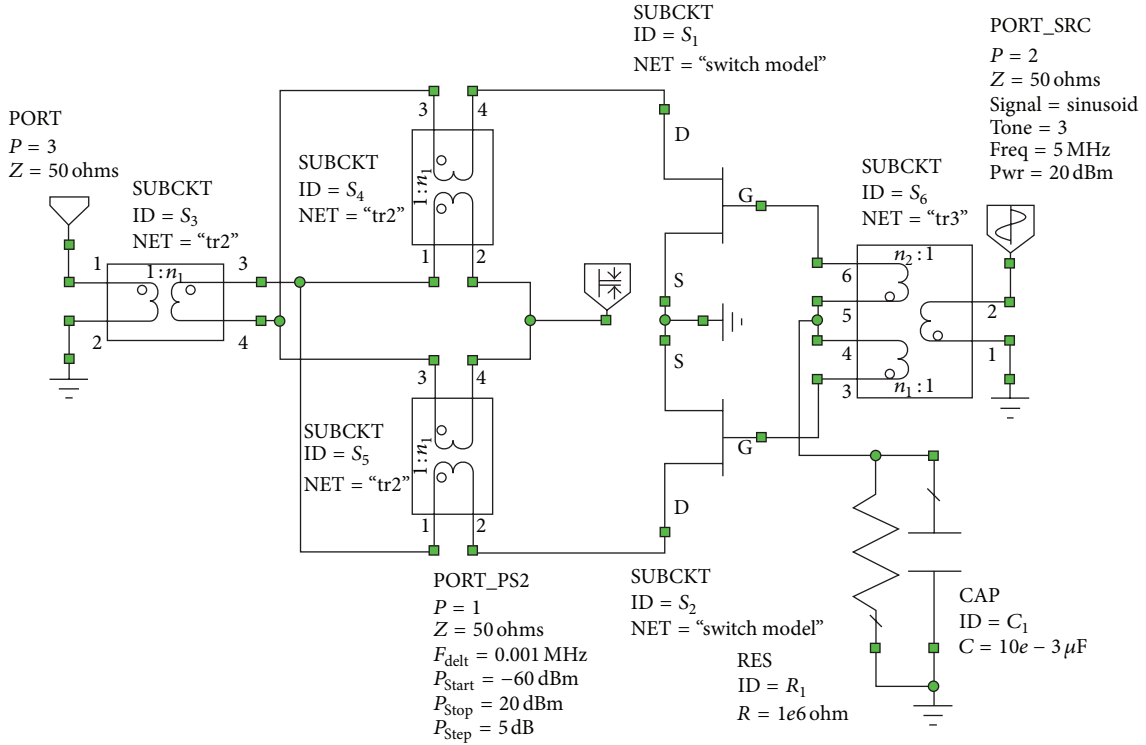 PORT
P = 3
Z = 50 ohms
SUBCKT
ID = S₃
NET = “tr2”
1 : n₁
1
2
3
4
SUBCKT
ID = S₄
NET = “tr2”
1 : n₁
3
4
1
2
SUBCKT
ID = S₅
NET = “tr2”
1 : n₁
3
4
1
2
PORT_PS2
P = 1
Z = 50 ohms
F_delt = 0.001 MHz
P_Start = −60 dBm
P_Stop = 20 dBm
P_Step = 5 dB
SUBCKT
ID = S₁
NET = “switch model”
D
G
S
S
G
D
SUBCKT
ID = S₂
NET = “switch model”
PORT_SRC
P = 2
Z = 50 ohms
Signal = sinusoid
Tone = 3
Freq = 5 MHz
Pwr = 20 dBm
SUBCKT
ID = S₆
NET = “tr3”
n₂ : 1
6
5
4
3
n₁ : 1
2
1
RES
ID = R₁
R = 1e6 ohm
CAP
ID = C₁
C = 10e − 3 μF